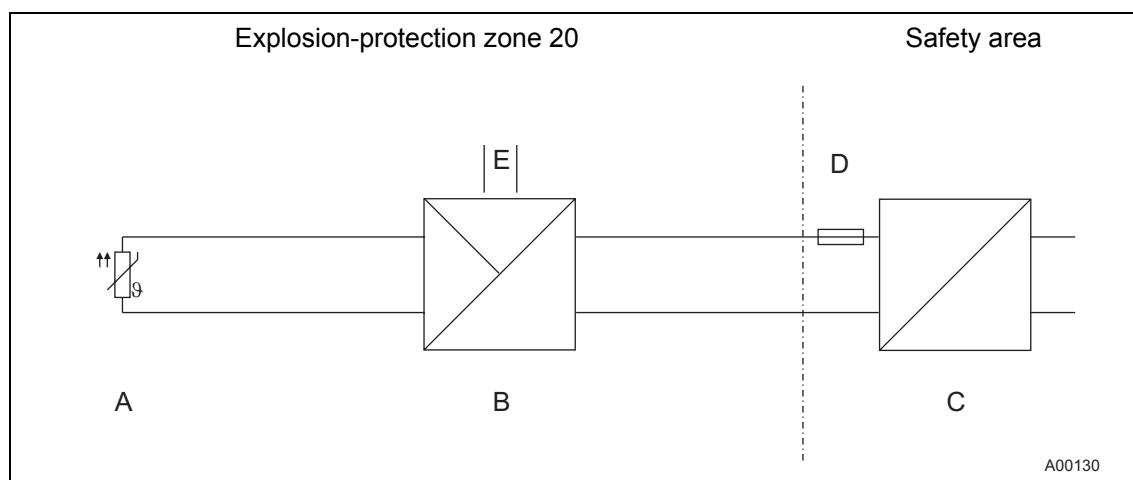 Explosion-protection zone 20
Safety area
E
D
ϑ
A
B
C
A00130